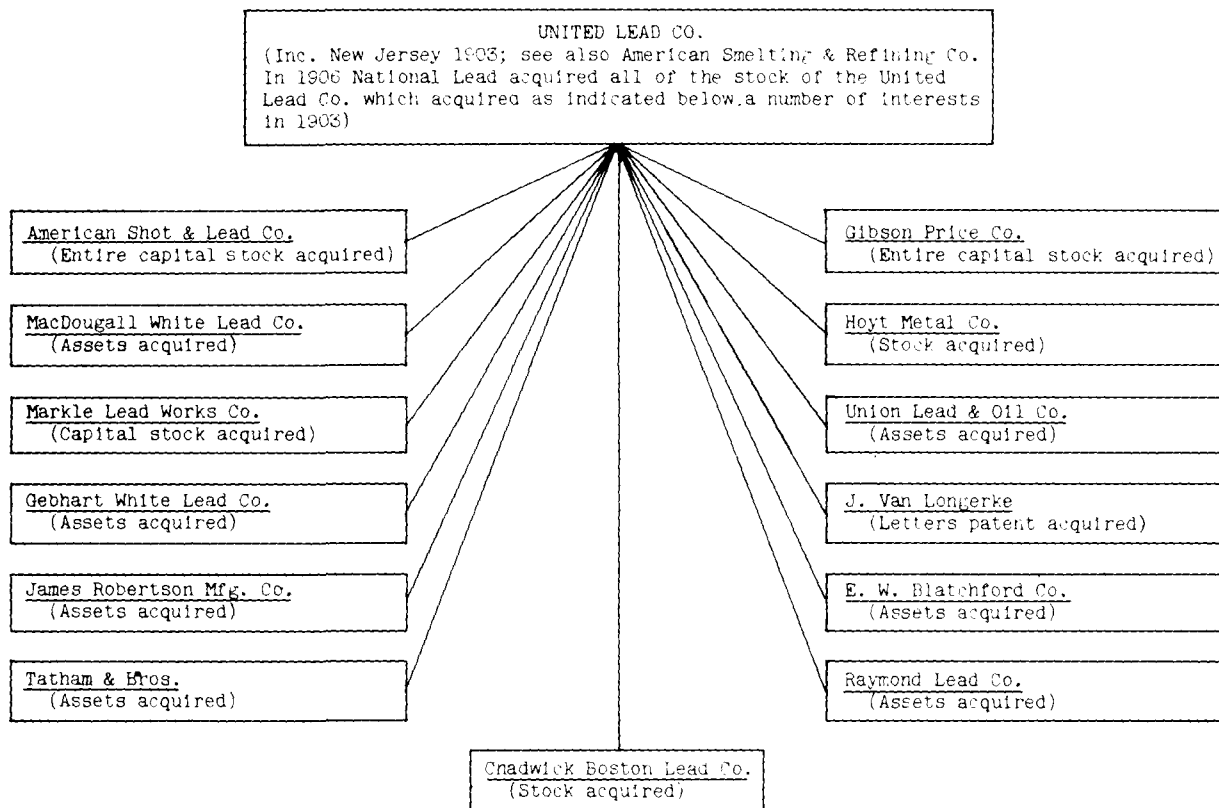 UNITED LEAD CO.
(Inc. New Jersey 1903; see also American Smelting & Refining Co.
In 1906 National Lead acquired all of the stock of the United
Lead Co. which acquired as indicated below, a number of interests
in 1903)
American Shot & Lead Co.
(Entire capital stock acquired)
MacDougall White Lead Co.
(Assets acquired)
Markle Lead Works Co.
(Capital stock acquired)
Gebhart White Lead Co.
(Assets acquired)
James Robertson Mfg. Co.
(Assets acquired)
Tatham & Bros.
(Assets acquired)
Gibson Price Co.
(Entire capital stock acquired)
Hoyt Metal Co.
(Stock acquired)
Union Lead & Oil Co.
(Assets acquired)
J. Van Longerke
(Letters patent acquired)
E. W. Blatchford Co.
(Assets acquired)
Raymond Lead Co.
(Assets acquired)
Chadwick Boston Lead Co.
(Stock acquired)